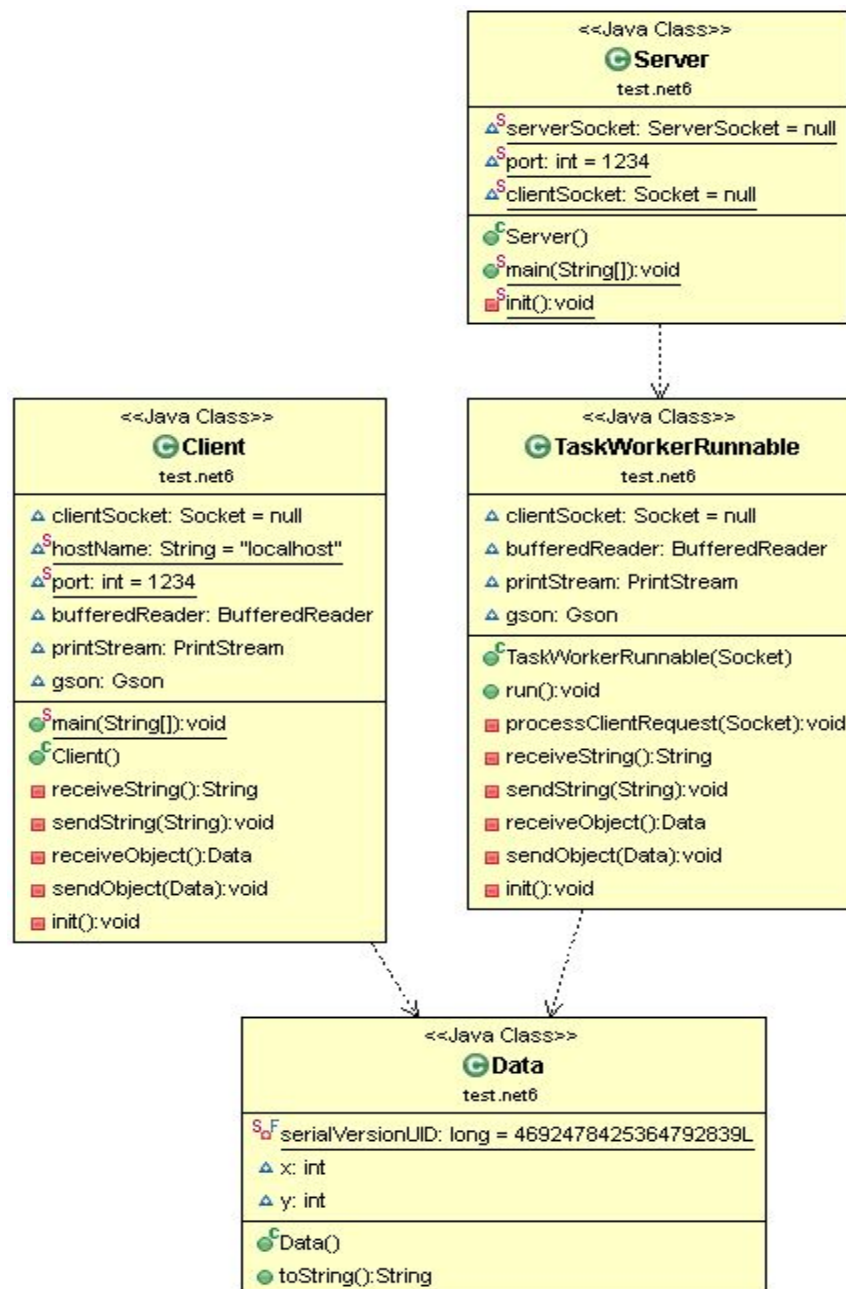 <<Java Class>>
Server
test.net6
serverSocket: ServerSocket = null
port: int = 1234
clientSocket: Socket = null
Server()
main(String[]):void
init():void
<<Java Class>>
Client
test.net6
clientSocket: Socket = null
hostName: String = "localhost"
port: int = 1234
bufferedReader: BufferedReader
printStream: PrintStream
gson: Gson
main(String[]):void
Client()
receiveString():String
sendString(String):void
receiveObject():Data
sendObject(Data):void
init():void
<<Java Class>>
TaskWorkerRunnable
test.net6
clientSocket: Socket = null
bufferedReader: BufferedReader
printStream: PrintStream
gson: Gson
TaskWorkerRunnable(Socket)
run():void
processClientRequest(Socket):void
receiveString():String
sendString(String):void
receiveObject():Data
sendObject(Data):void
init():void
<<Java Class>>
Data
test.net6
serialVersionUID: long = 4692478425364792839L
x: int
y: int
Data()
toString():String